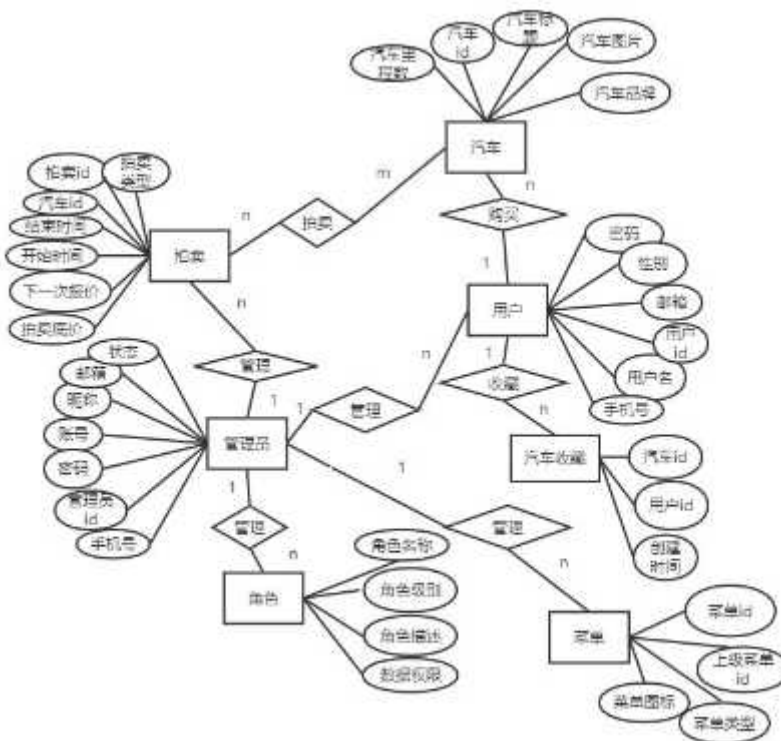 汽车里
程数
汽车
id
汽车标
题
汽车图片
汽车品牌
汽车
m
n
拍卖id
拍卖
类型
汽车id
结束时间
开始时间
下一次报价
拍卖底价
拍卖
n
拍卖
购买
1
密码
性别
邮箱
用户
id
用户名
手机号
用户
n
管理
1
n
1
收藏
n
管理
1
1
状态
邮箱
昵称
账号
密码
管理员
id
手机号
管理员
汽车收藏
汽车id
用户id
创建
时间
1
1
管理
n
管理
n
角色
角色名称
角色级别
角色描述
数据权限
菜单
菜单id
上级菜单
id
菜单图标
菜单类型